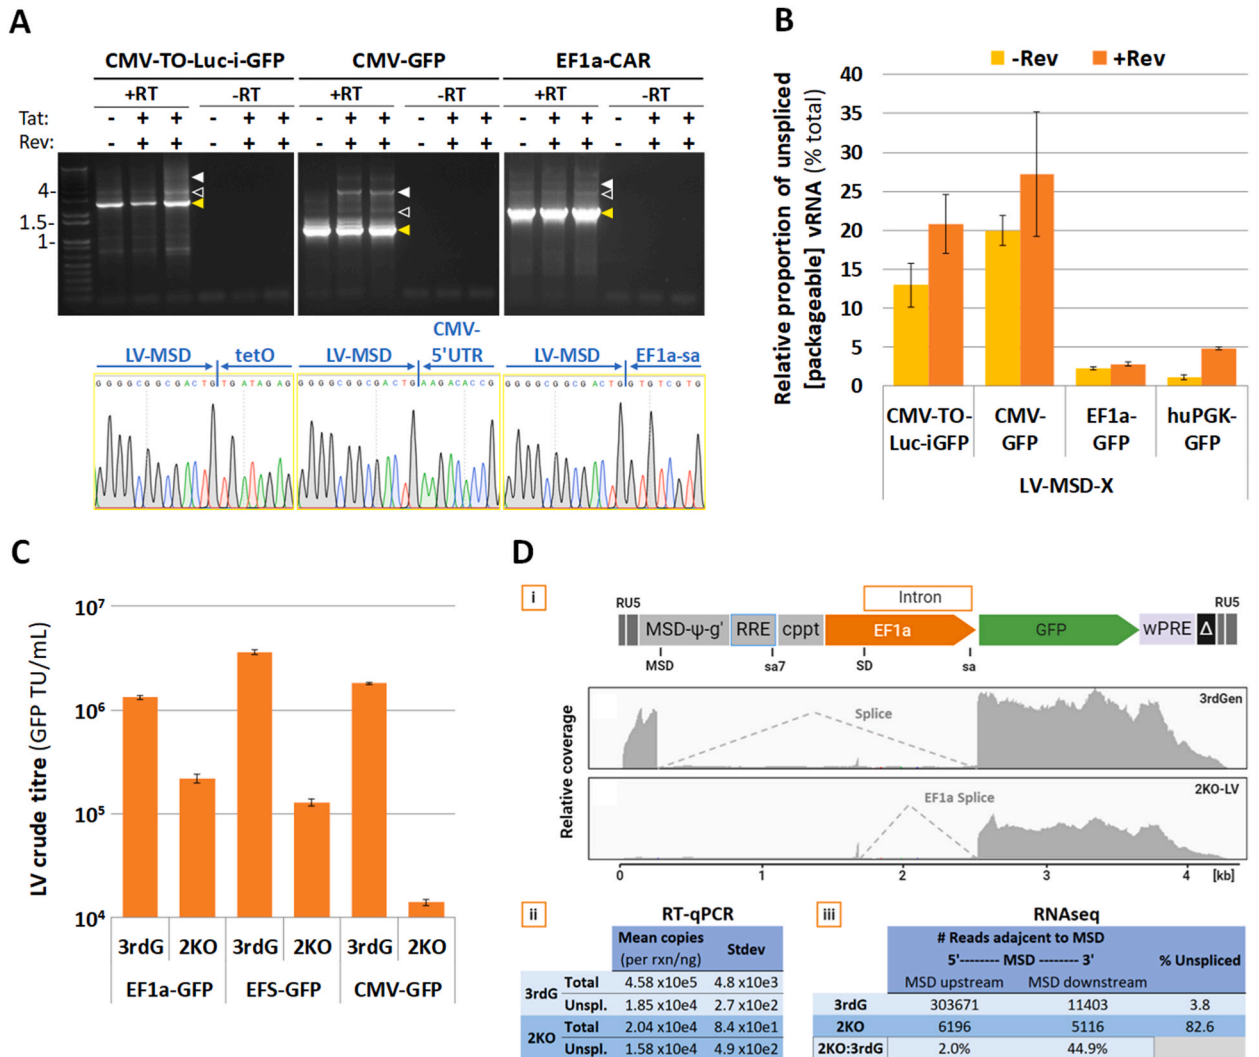 A
CMV-TO-Luc-i-GFP CMV-GFP EF1a-CAR
+RT -RT +RT -RT +RT -RT
Tat: - + + - + + - + + - + + - + + - + +
Rev: - + + - + + - + + - + + - + + - + +
4-
1.5-
1-
LV-MSD tetO LV-MSD CMV-5'UTR LV-MSD EF1a-sa
GGGGCGGCGACTGTGATAGAG GGGGCGGCGACTGAAGACACCG GGGGCGGCGACTGGTGTCGTG
B
-Rev +Rev
Relative proportion of unspliced
[packageable] vRNA (% total)
40
35
30
25
20
15
10
5
0
CMV-TO-Luc-iGFP CMV-GFP EF1a-GFP huPGK-GFP
LV-MSD-X
C
LV crude titre (GFP TU/mL)
10⁷
10⁶
10⁵
10⁴
3rdG 2KO 3rdG 2KO 3rdG 2KO
EF1a-GFP EFS-GFP CMV-GFP
D
i
Intron
RU5 RU5
MSD-ψ-g' RRE cppt EF1a GFP wPRE Δ
MSD sa7 SD sa
Relative coverage
3rdGen
Splice
2KO-LV
EF1a Splice
0 1 2 3 4 [kb]
ii
RT-qPCR
Mean copies (per rxn/ng) Stdev
3rdG Total 4.58 x10e5 4.8 x10e3
Unspl. 1.85 x10e4 2.7 x10e2
2KO Total 2.04 x10e4 8.4 x10e1
Unspl. 1.58 x10e4 4.9 x10e2
iii
RNAseq
# Reads adjcent to MSD
5'-------- MSD -------- 3' % Unspliced
MSD upstream MSD downstream
3rdG 303671 11403 3.8
2KO 6196 5116 82.6
2KO:3rdG 2.0% 44.9%